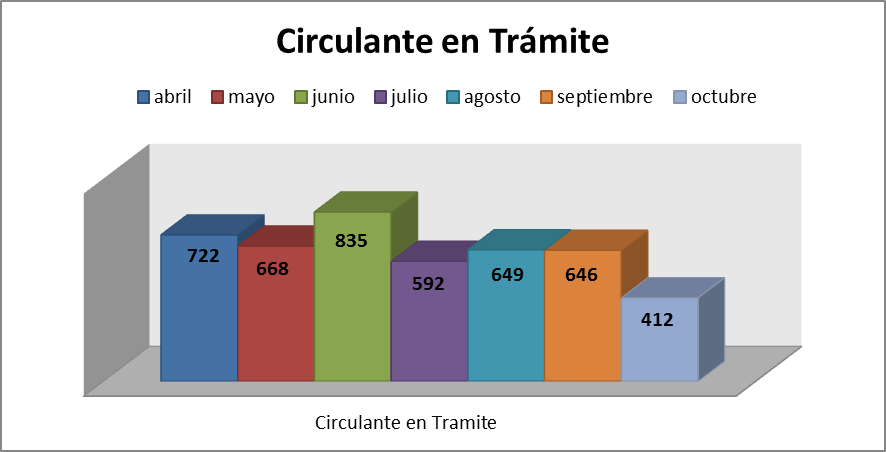 Circulante en Trámite
abril mayo junio julio agosto septiembre octubre
722 668 835 592 649 646 412
Circulante en Tramite